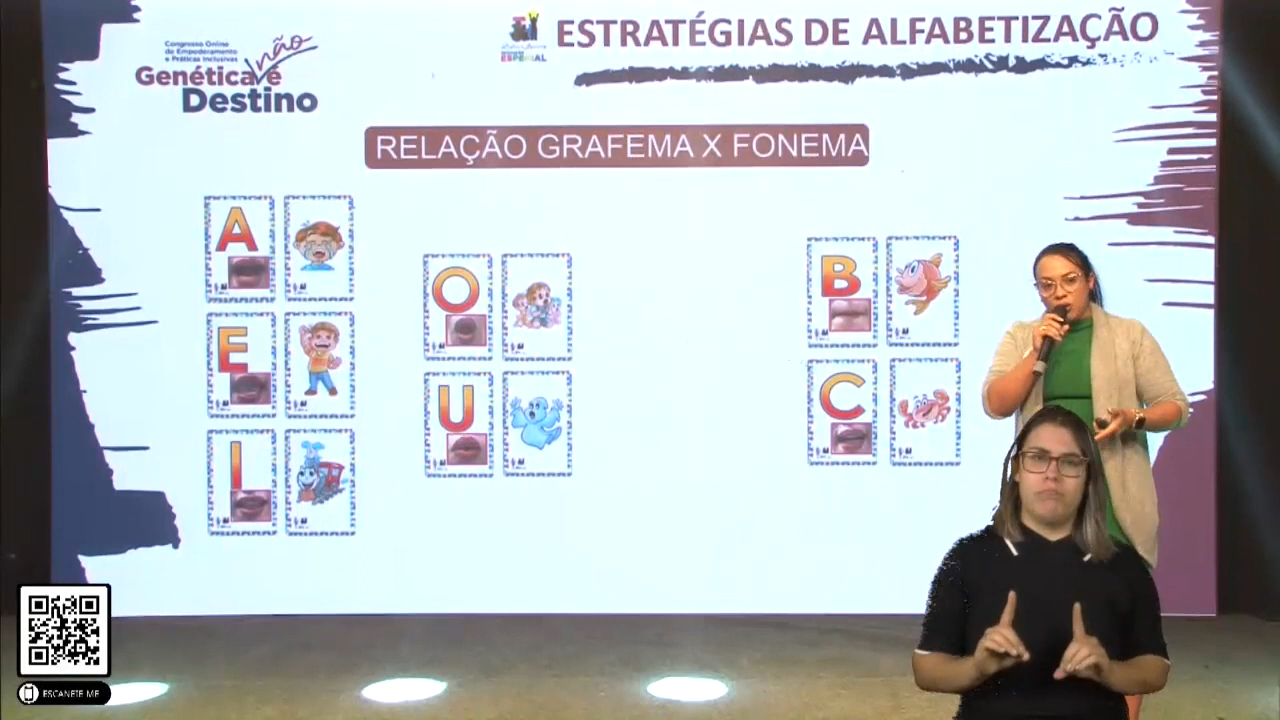 Congresso Online
de Empoderamento
e Práticas Inclusivas
Genética não é
Destino
ESPECIAL
ESTRATÉGIAS DE ALFABETIZAÇÃO
RELAÇÃO GRAFEMA X FONEMA
A
E
I
O
U
B
C
ESCANEIE ME